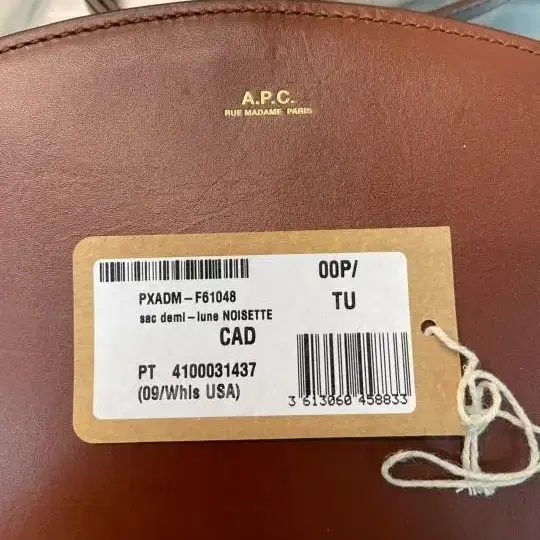 A.P.C.
RUE MADAME PARIS
00P/
PXADM-F61048
TU
sac demi-lune NOISETTE
CAD
PT 4100031437
(09/Whls USA)
3 613060 458833